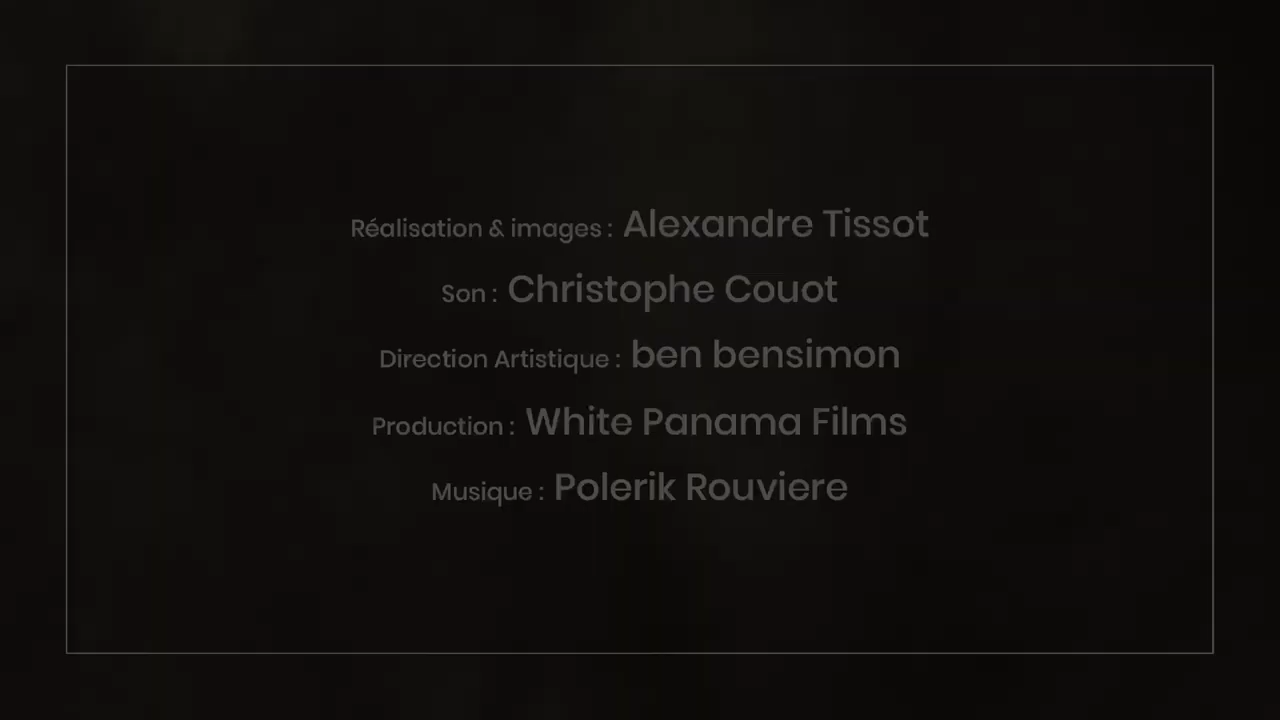 Réalisation & images : Alexandre Tissot
Son : Christophe Couot
Direction Artistique : ben bensimon
Production : White Panama Films
Musique : Polerik Rouviere